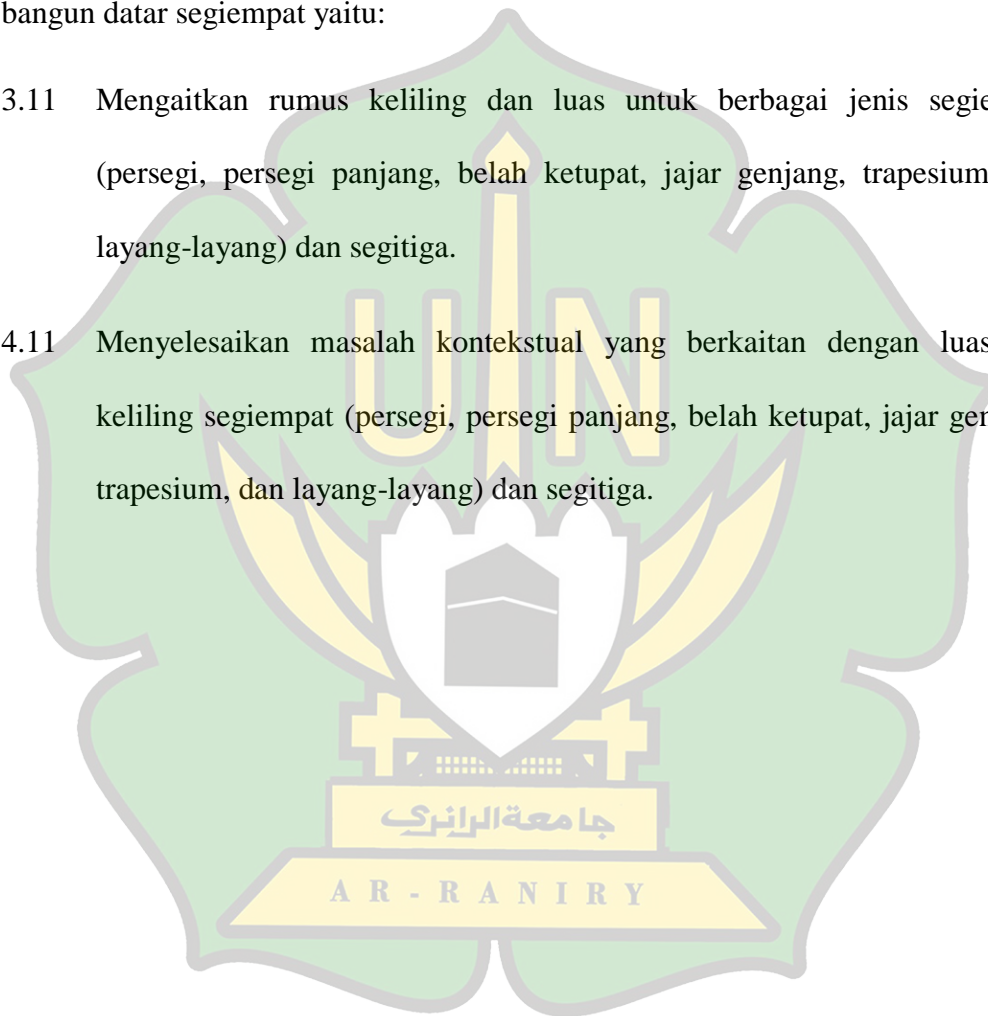 bangun datar segiempat yaitu:
3.11 Mengaitkan rumus keliling dan luas untuk berbagai jenis segie
(persegi, persegi panjang, belah ketupat, jajar genjang, trapesium
layang-layang) dan segitiga.
4.11 Menyelesaikan masalah kontekstual yang berkaitan dengan luas
keliling segiempat (persegi, persegi panjang, belah ketupat, jajar gen
trapesium, dan layang-layang) dan segitiga.
UIN
جامعةالرانري
AR-RANIRY